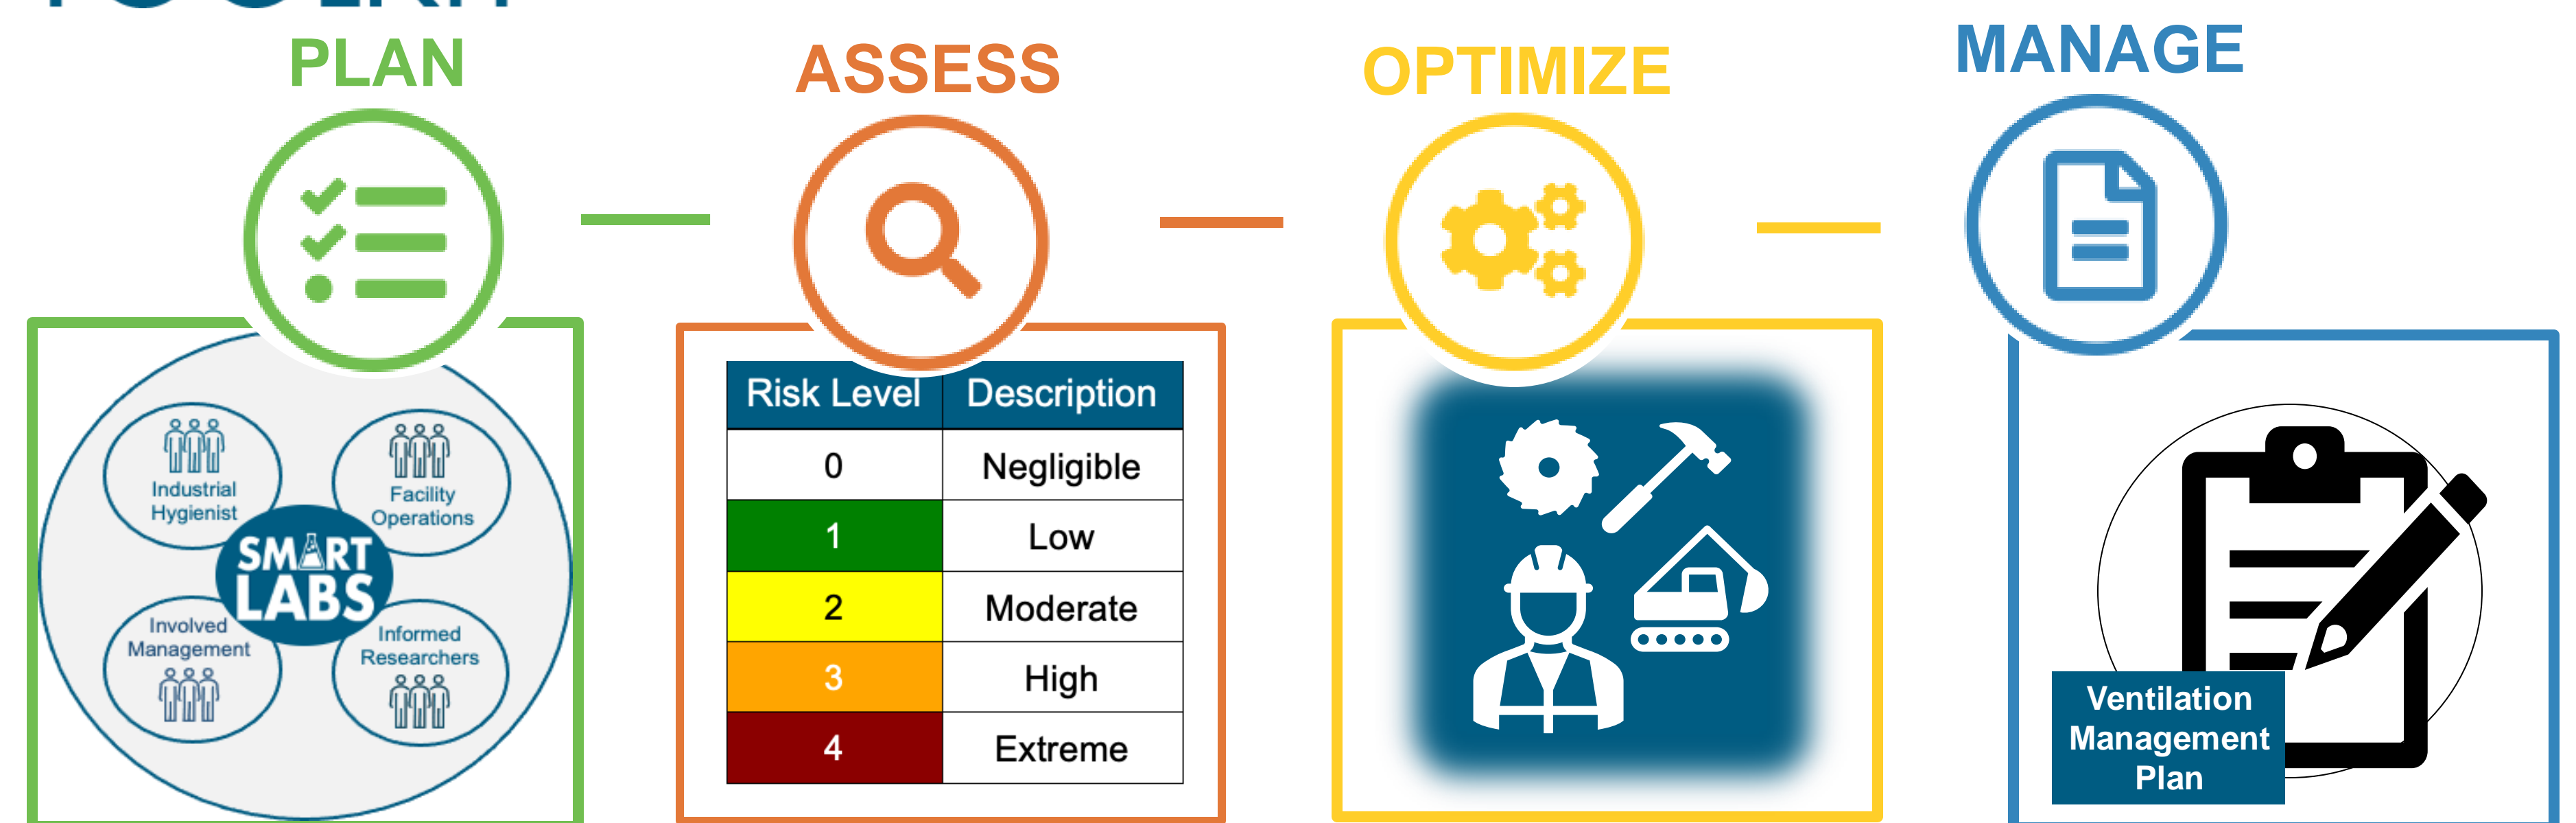 TOOLKIT
PLAN
ASSESS
OPTIMIZE
MANAGE
Industrial
Hygienist
Facility
Operations
SMART
LABS
Involved
Management
Informed
Researchers
Risk Level Description
0 Negligible
1 Low
2 Moderate
3 High
4 Extreme
Ventilation
Management
Plan